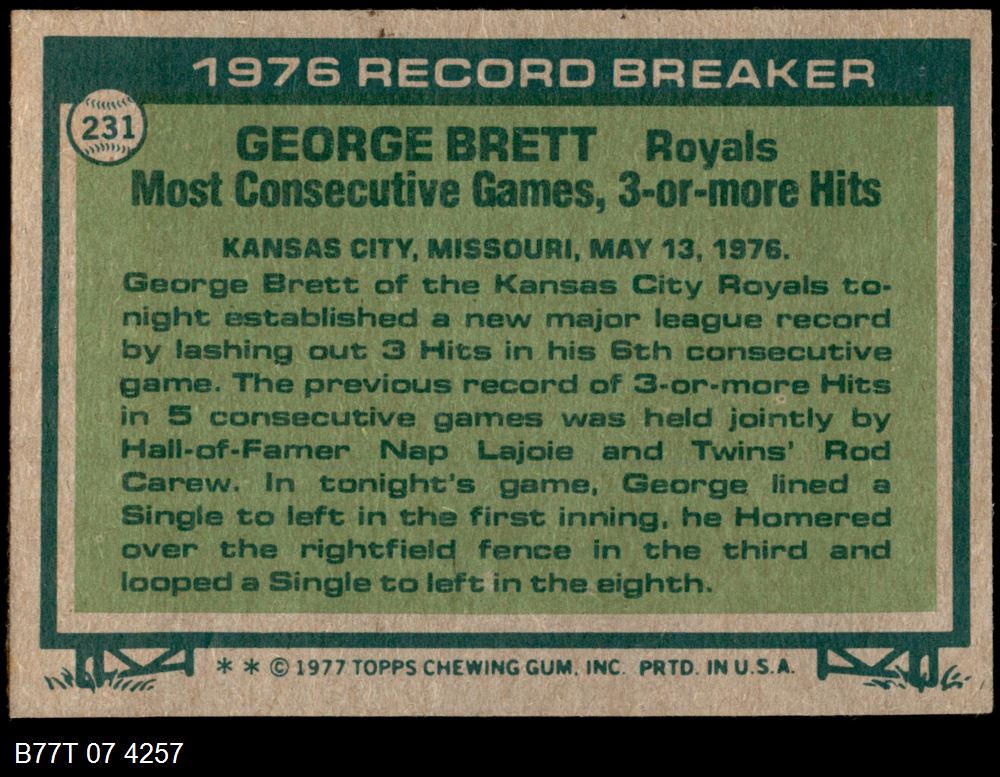 1976 RECORD BREAKER
231
GEORGE BRETT Royals
Most Consecutive Games, 3-or-more Hits
KANSAS CITY, MISSOURI, MAY 13, 1976.
George Brett of the Kansas City Royals to-
night established a new major league record
by lashing out 3 Hits in his 6th consecutive
game. The previous record of 3-or-more Hits
in 5 consecutive games was held jointly by
Hall-of-Famer Nap Lajoie and Twins' Rod
Carew. In tonight's game, George lined a
Single to left in the first inning, he Homered
over the rightfield fence in the third and
looped a Single to left in the eighth.
* * © 1977 TOPPS CHEWING GUM, INC. PRTD. IN U.S.A.
B77T 07 4257